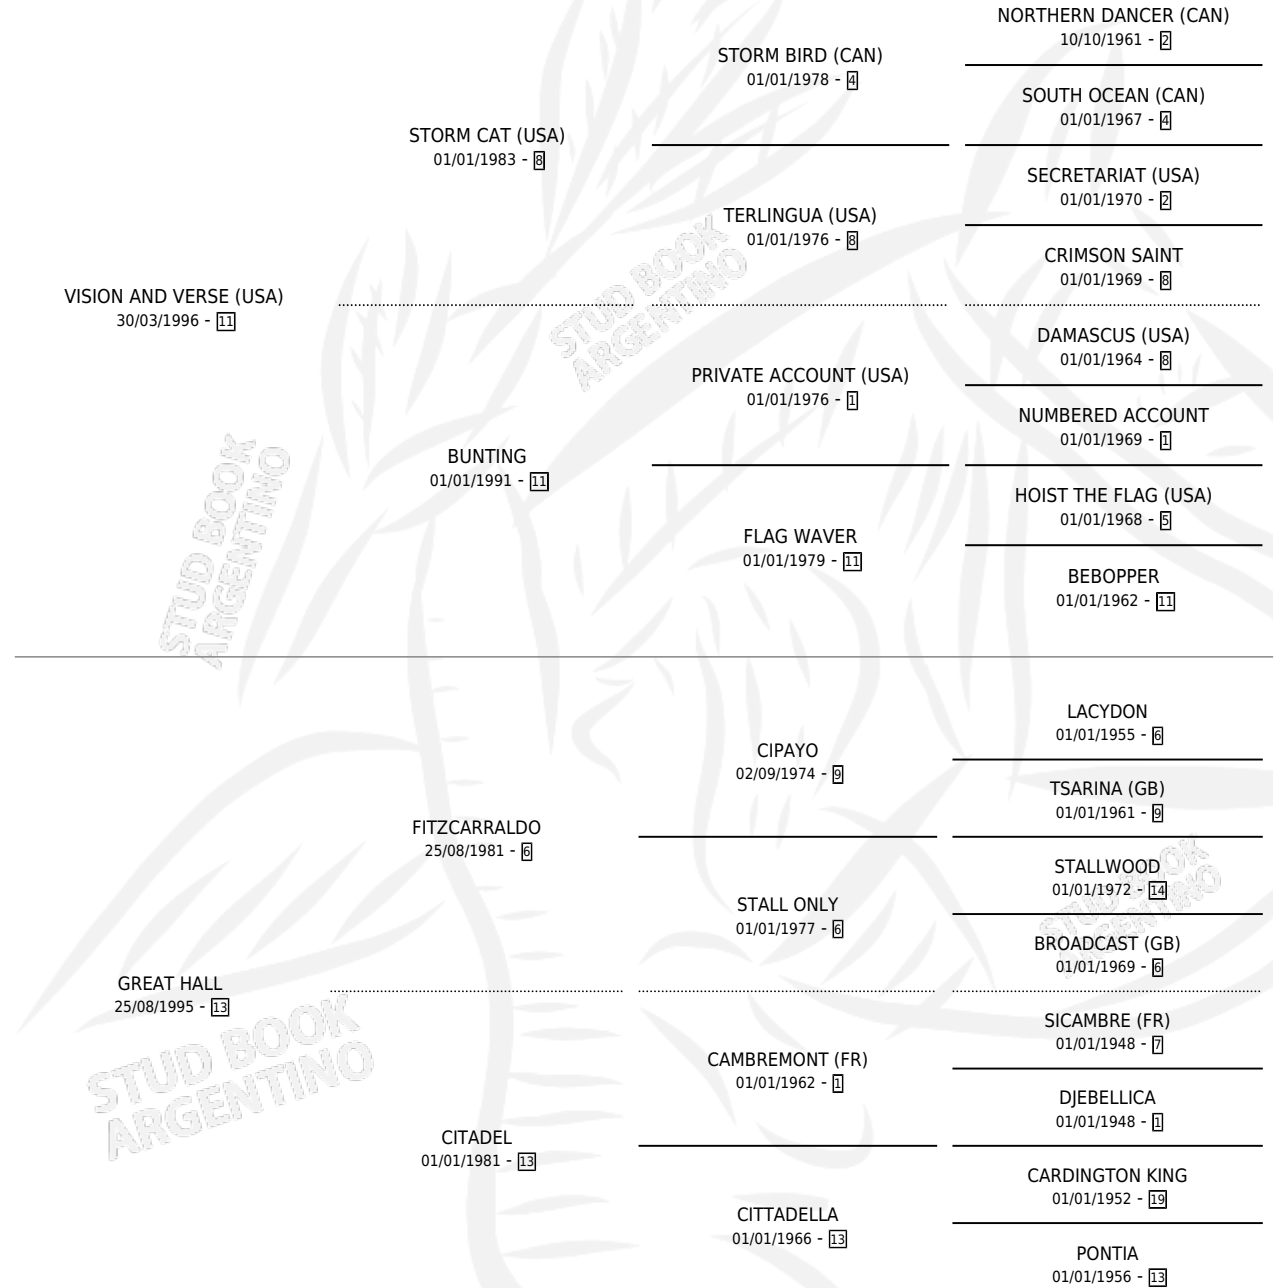 NORTHERN DANCER (CAN)
10/10/1961 - 2
STORM BIRD (CAN)
01/01/1978 - 4
SOUTH OCEAN (CAN)
01/01/1967 - 4
STORM CAT (USA)
01/01/1983 - 8
SECRETARIAT (USA)
01/01/1970 - 2
TERLINGUA (USA)
01/01/1976 - 8
CRIMSON SAINT
01/01/1969 - 8
VISION AND VERSE (USA)
30/03/1996 - 11
STUD BOOK
ARGENTINO
DAMASCUS (USA)
01/01/1964 - 8
PRIVATE ACCOUNT (USA)
01/01/1976 - 1
NUMBERED ACCOUNT
01/01/1969 - 1
BUNTING
01/01/1991 - 11
HOIST THE FLAG (USA)
01/01/1968 - 5
FLAG WAVER
01/01/1979 - 11
BEBOPPER
01/01/1962 - 11
STUD BOOK
ARGENTINO
LACYDON
01/01/1955 - 6
CIPAYO
02/09/1974 - 9
TSARINA (GB)
01/01/1961 - 9
FITZCARRALDO
25/08/1981 - 6
STALLWOOD
01/01/1972 - 14
STALL ONLY
01/01/1977 - 6
BROADCAST (GB)
01/01/1969 - 6
STUD BOOK
ARGENTINO
GREAT HALL
25/08/1995 - 13
SICAMBRE (FR)
01/01/1948 - 7
CAMBREMONT (FR)
01/01/1962 - 1
DJEBELLICA
01/01/1948 - 1
STUD BOOK
ARGENTINO
CITADEL
01/01/1981 - 13
CARDINGTON KING
01/01/1952 - 19
CITTADELLA
01/01/1966 - 13
PONTIA
01/01/1956 - 13